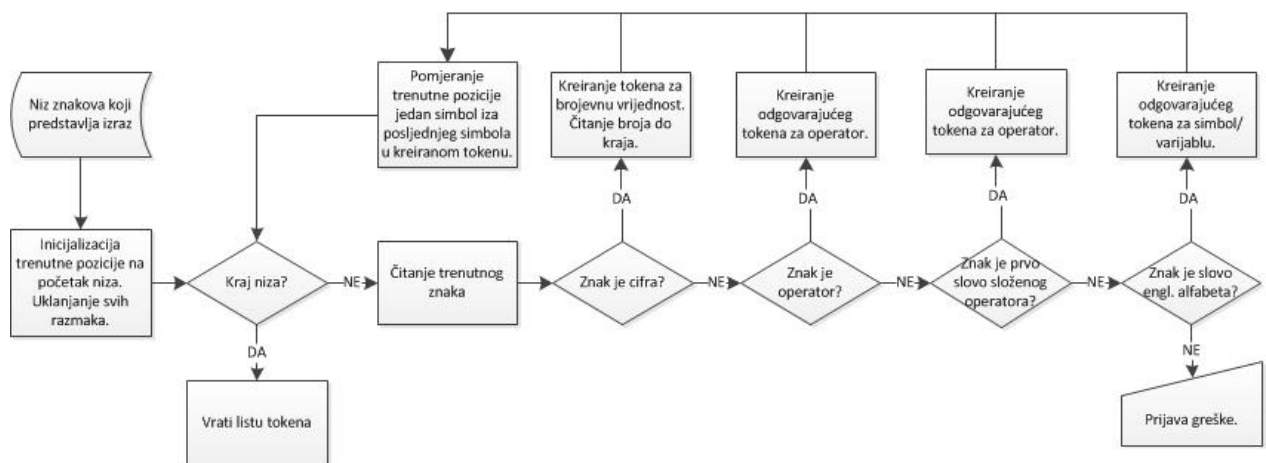 Niz znakova koji
predstavlja izraz
Inicijalizacija
trenutne pozicije na
početak niza.
Uklanjanje svih
razmaka.
Kraj niza?
DA
Vrati listu tokena
NE
Pomjeranje
trenutne pozicije
jedan simbol iza
posljednjeg simbola
u kreiranom tokenu.
Čitanje trenutnog
znaka
Znak je cifra?
DA
Kreiranje tokena za
brojevnu vrijednost.
Čitanje broja do
kraja.
NE
Znak je
operator?
DA
Kreiranje
odgovarajućeg
tokena za operator.
NE
Znak je prvo
slovo složenog
operatora?
DA
Kreiranje
odgovarajućeg
tokena za operator.
NE
Znak je slovo
engl. alfabeta?
DA
Kreiranje
odgovarajućeg
tokena za simbol/
varijablu.
NE
Prijava greške.